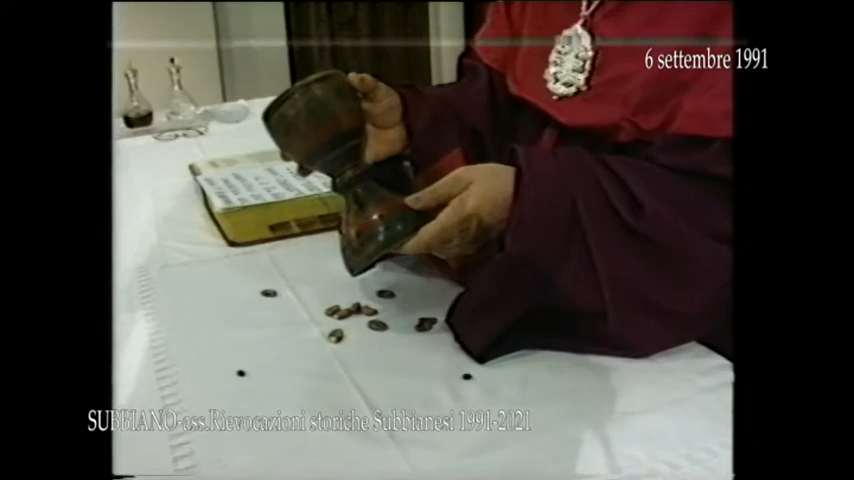 6 settembre 1991
SUBBIANO-ass.Rievocazioni storiche Subbianesi 1991-2021